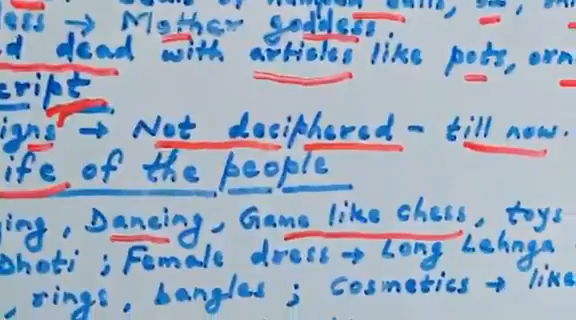 ess → Mother goddess
d dead with articles like pots, orn
cript
igns → Not deciphered - till now.
ife of the people
ing, Dancing, Game like chess, toys
Dhoti ; Female dress → Long Lehnga
, rings, bangles ; Cosmetics → like